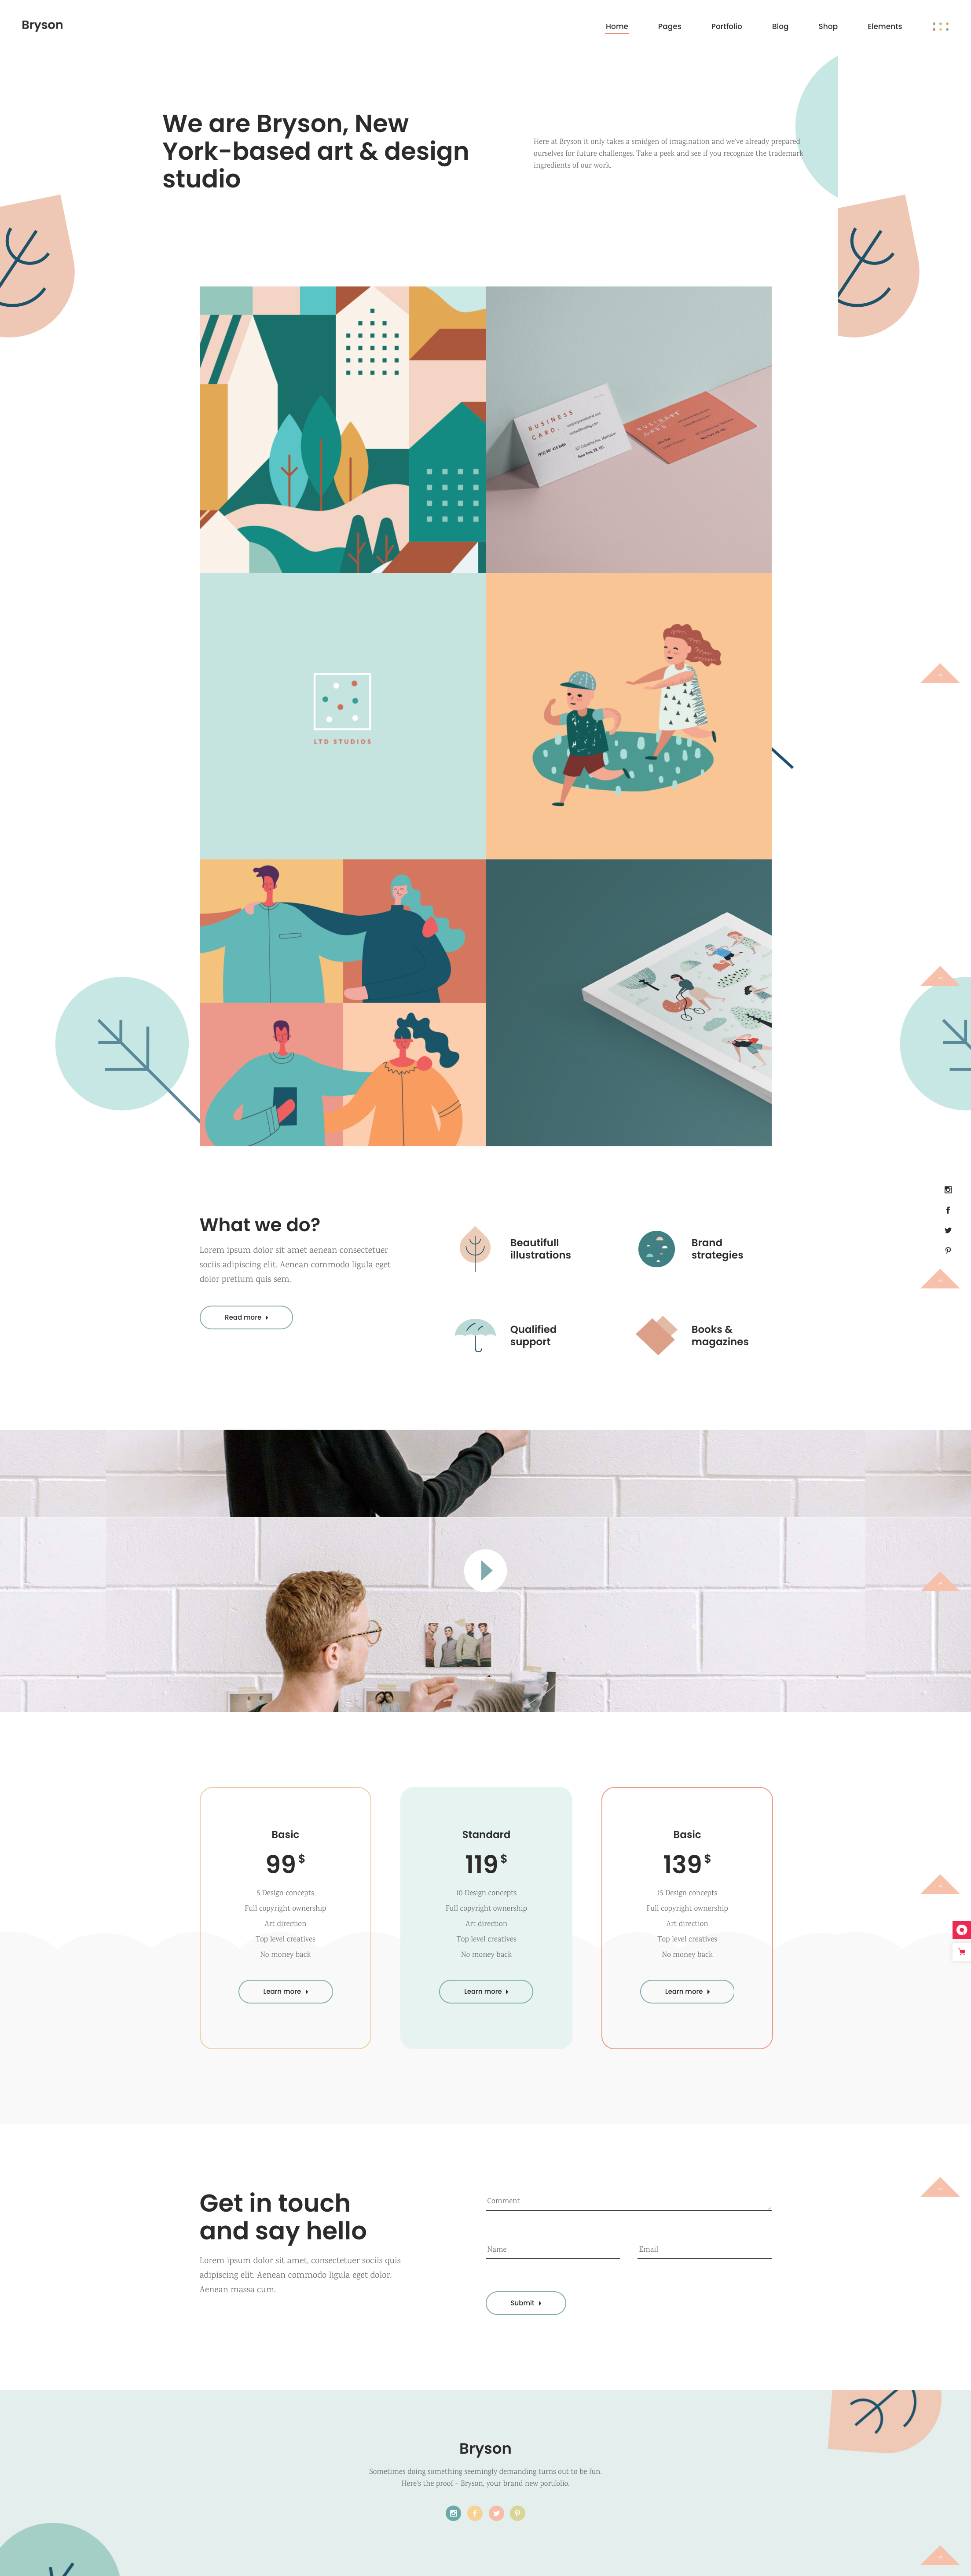 Bryson
Home Pages Portfolio Blog Shop Elements
We are Bryson, New
York-based art & design
studio
Here at Bryson it only takes a smidgen of imagination and we've already prepared
ourselves for future challenges. Take a peek and see if you recognize the trademark
ingredients of our work.
BUSINESS
CARD.
LTD STUDIOS
What we do?
Lorem ipsum dolor sit amet aenean consectetuer
sociis adipiscing elit. Aenean commodo ligula eget
dolor pretium quis sem.
Read more
Beautifull
illustrations
Brand
strategies
Qualified
support
Books &
magazines
Basic
99$
5 Design concepts
Full copyright ownership
Art direction
Top level creatives
No money back
Learn more
Standard
119$
10 Design concepts
Full copyright ownership
Art direction
Top level creatives
No money back
Learn more
Basic
139$
15 Design concepts
Full copyright ownership
Art direction
Top level creatives
No money back
Learn more
Get in touch
and say hello
Lorem ipsum dolor sit amet, consectetuer sociis quis
adipiscing elit. Aenean commodo ligula eget dolor.
Aenean massa cum.
Comment
Name
Email
Submit
Bryson
Sometimes doing something seemingly demanding turns out to be fun.
Here's the proof – Bryson, your brand new portfolio.